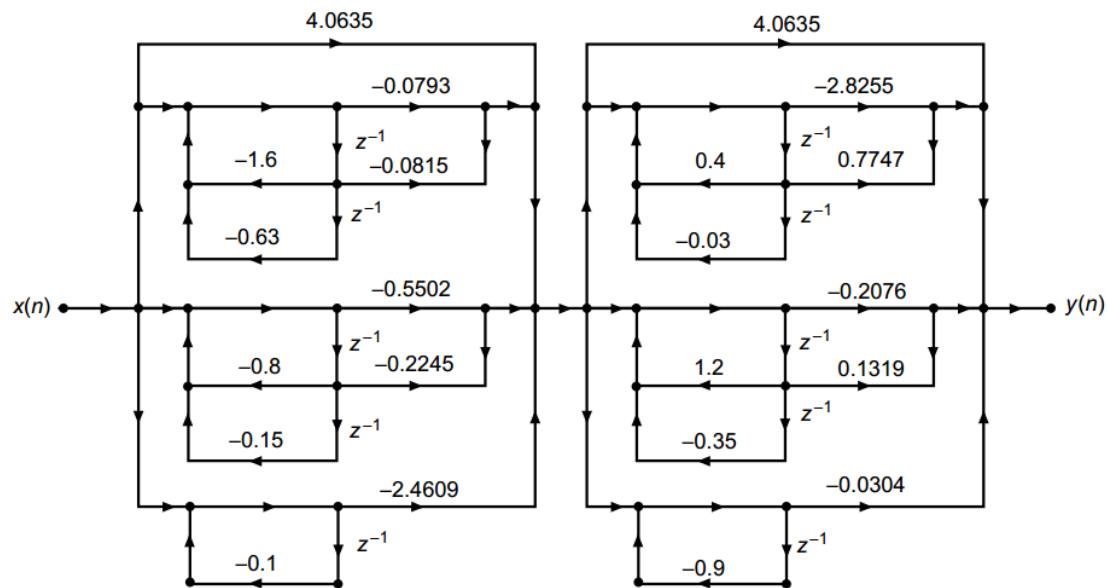 4.0635 4.0635
–0.0793 –2.8255
z⁻¹ z⁻¹
–1.6 –0.0815 0.4 0.7747
z⁻¹ z⁻¹
–0.63 –0.03
x(n) –0.5502 –0.2076 y(n)
z⁻¹ z⁻¹
–0.8 –0.2245 1.2 0.1319
z⁻¹ z⁻¹
–0.15 –0.35
–2.4609 –0.0304
z⁻¹ z⁻¹
–0.1 –0.9